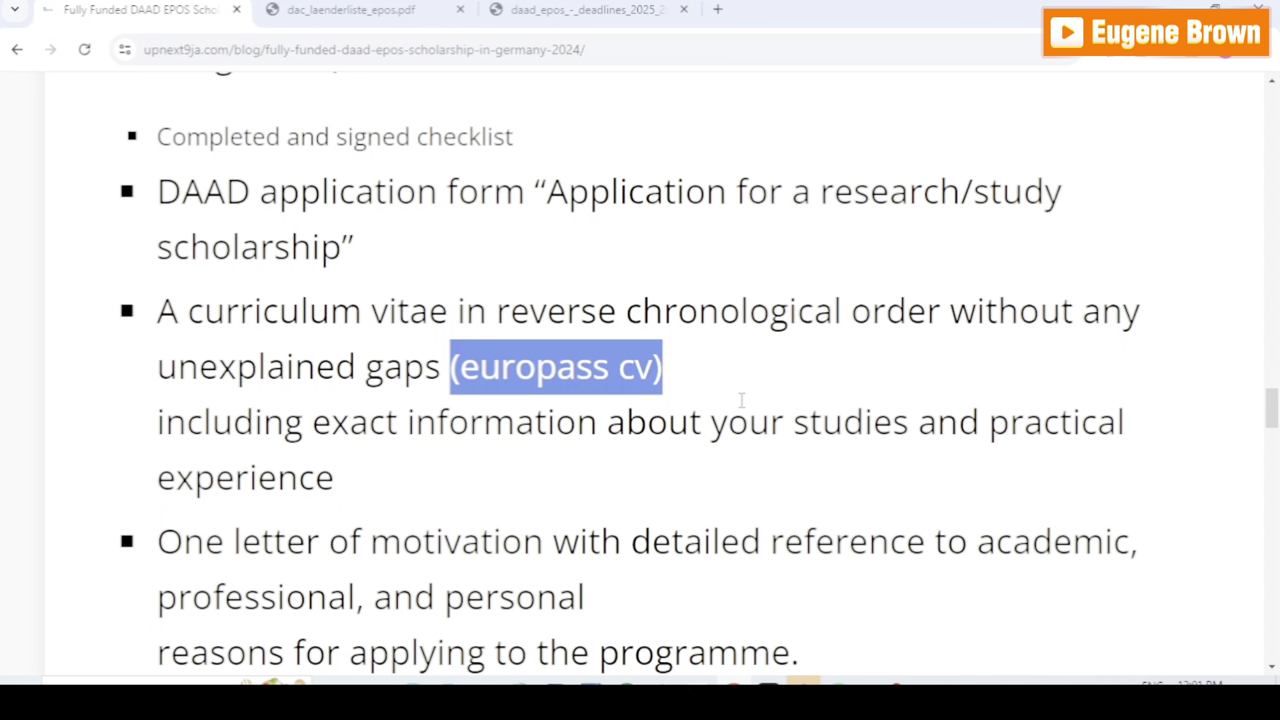 Fully Funded DAAD EPOS Schol
dac_laenderliste_epos.pdf
daad_epos_-_deadlines_2025_2
Eugene Brown
upnext9ja.com/blog/fully-funded-daad-epos-scholarship-in-germany-2024/
Completed and signed checklist
DAAD application form “Application for a research/study
scholarship”
A curriculum vitae in reverse chronological order without any
unexplained gaps (europass cv)
including exact information about your studies and practical
experience
One letter of motivation with detailed reference to academic,
professional, and personal
reasons for applying to the programme.